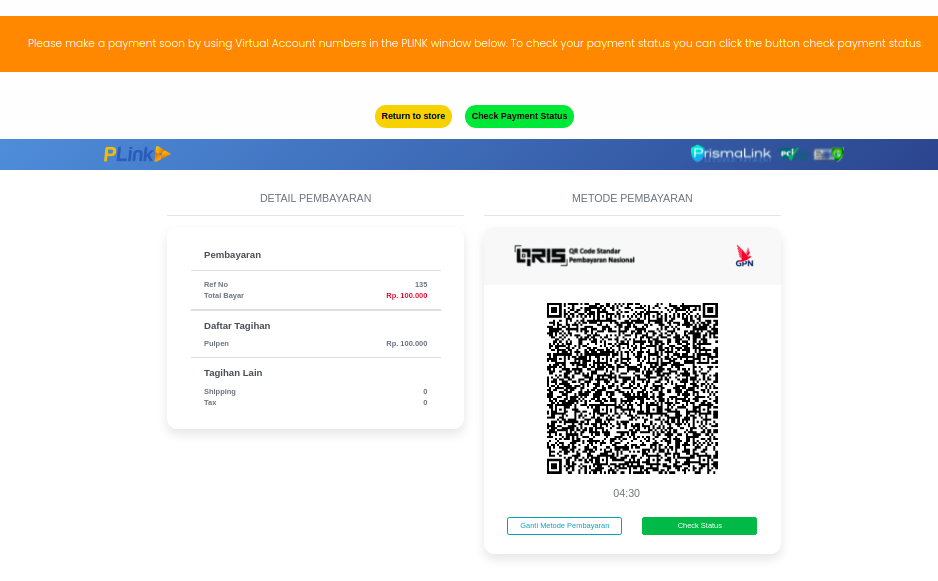 Please make a payment soon by using Virtual Account numbers in the PLINK window below. To check your payment status you can click the button check payment status
Return to store
Check Payment Status
PLink
PrismaLink
pci
DETAIL PEMBAYARAN
METODE PEMBAYARAN
Pembayaran
Ref No 135
Total Bayar Rp. 100.000
Daftar Tagihan
Pulpen Rp. 100.000
Tagihan Lain
Shipping 0
Tax 0
QRIS QR Code Standar
Pembayaran Nasional
GPN
04:30
Ganti Metode Pembayaran
Check Status